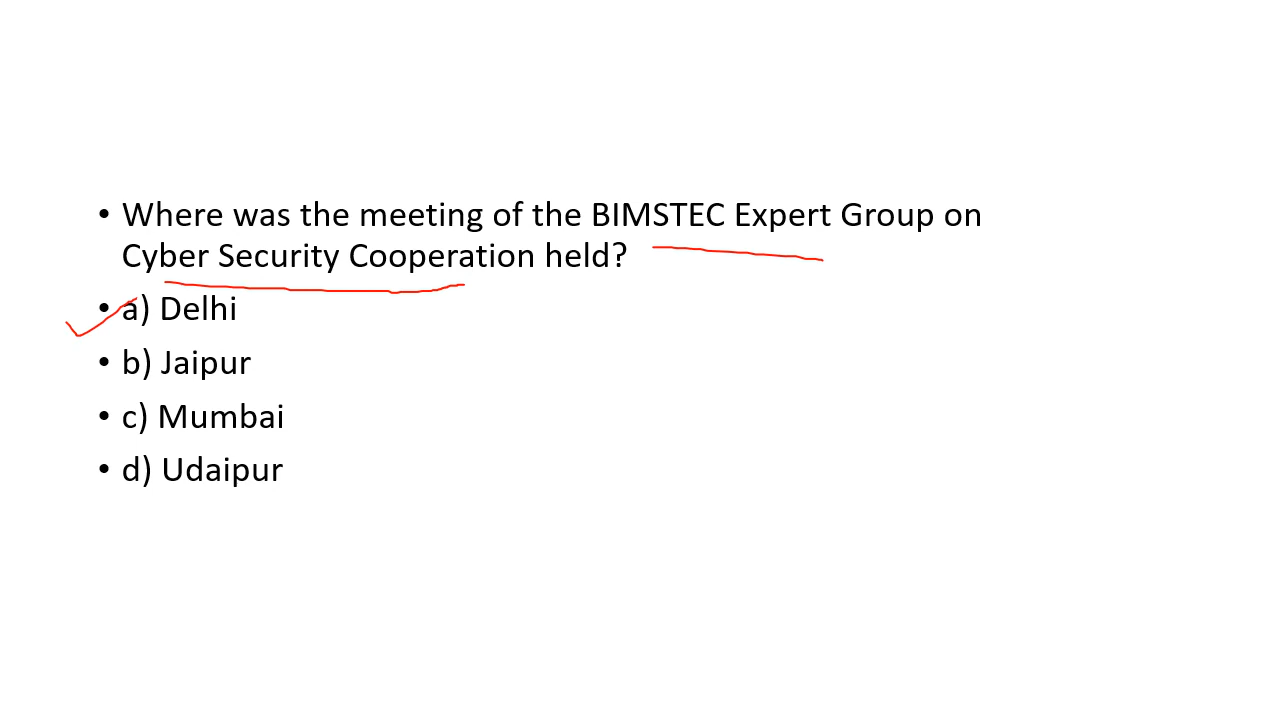 • Where was the meeting of the BIMSTEC Expert Group on
Cyber Security Cooperation held?
• a) Delhi
• b) Jaipur
• c) Mumbai
• d) Udaipur